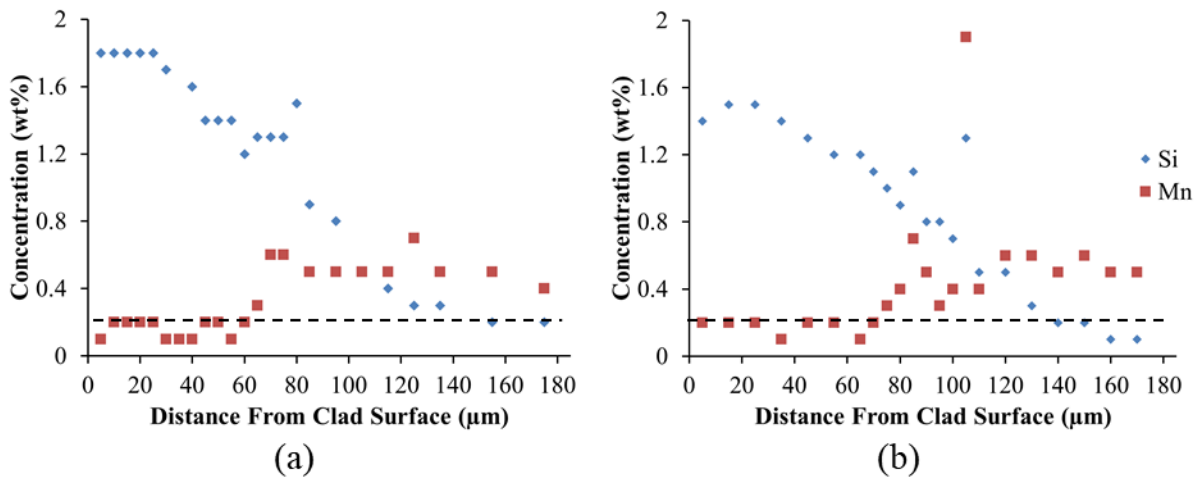 2
1.6
1.2
0.8
0.4
0
Concentration (wt%)
0 20 40 60 80 100 120 140 160 180
Distance From Clad Surface (μm)
(a)
2
1.6
1.2
0.8
0.4
0
Concentration (wt%)
0 20 40 60 80 100 120 140 160 180
Distance From Clad Surface (μm)
(b)
Si
Mn